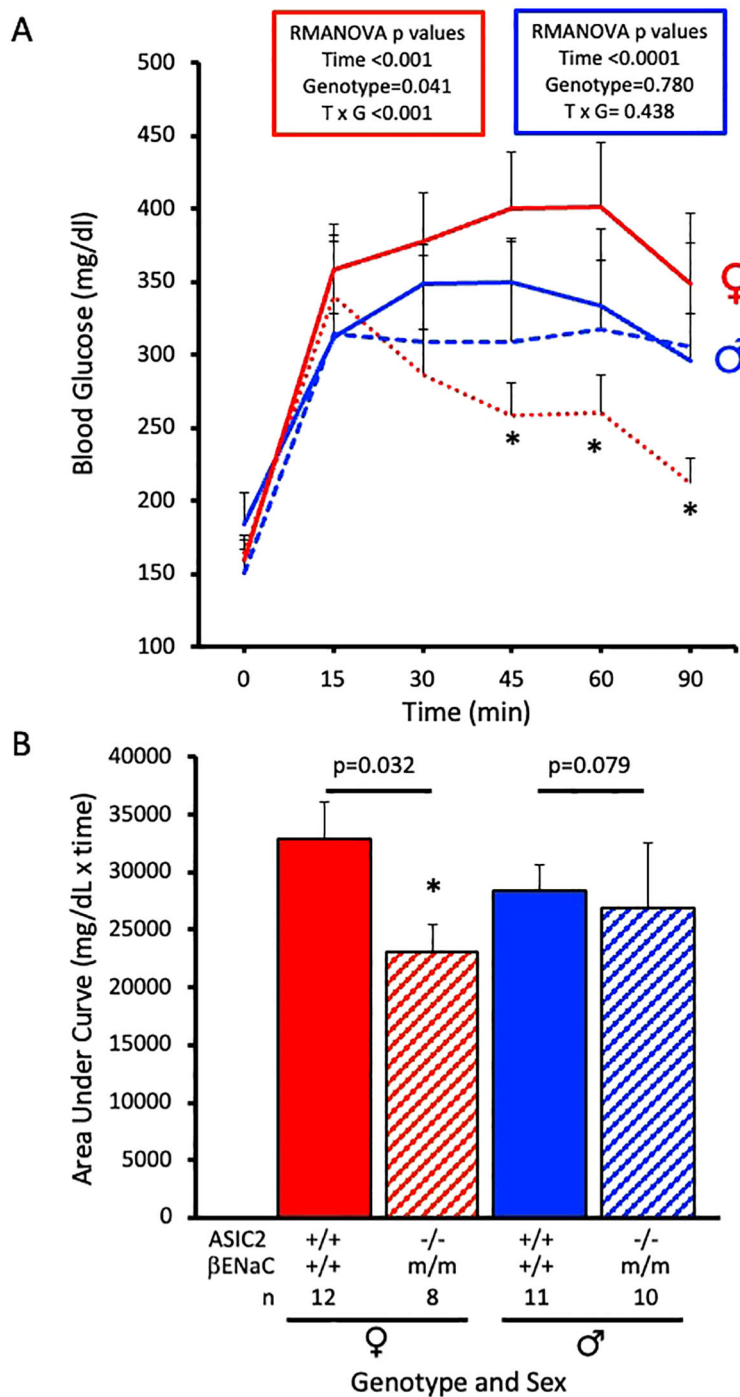 A
RMANOVA p values
Time <0.001
Genotype=0.041
T x G <0.001
RMANOVA p values
Time <0.0001
Genotype=0.780
T x G= 0.438
500
450
400
350
300
250
200
150
100
Blood Glucose (mg/dl)
♀
♂
*
*
*
0 15 30 45 60 90
Time (min)
B
40000
35000
30000
25000
20000
15000
10000
5000
0
Area Under Curve (mg/dL x time)
p=0.032 p=0.079
*
ASIC2 +/+ -/- +/+ -/-
βENaC +/+ m/m +/+ m/m
n 12 8 11 10
♀ ♂
Genotype and Sex